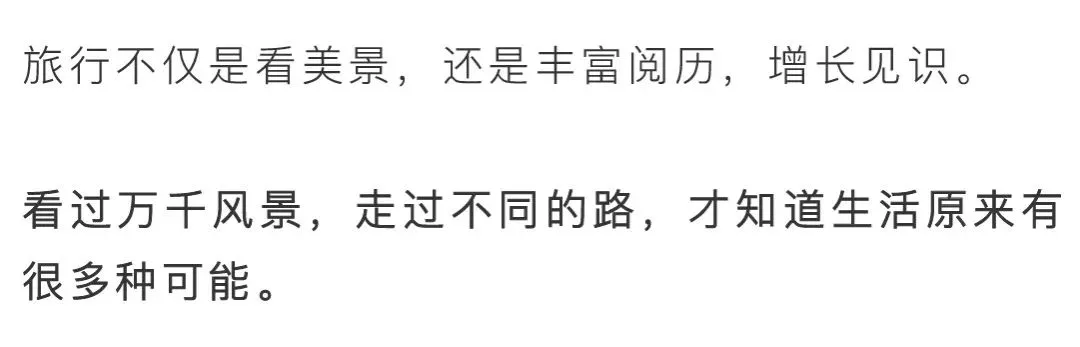 旅行不仅是看美景，还是丰富阅历，增长见识。
看过万千风景，走过不同的路，才知道生活原来有
很多种可能。